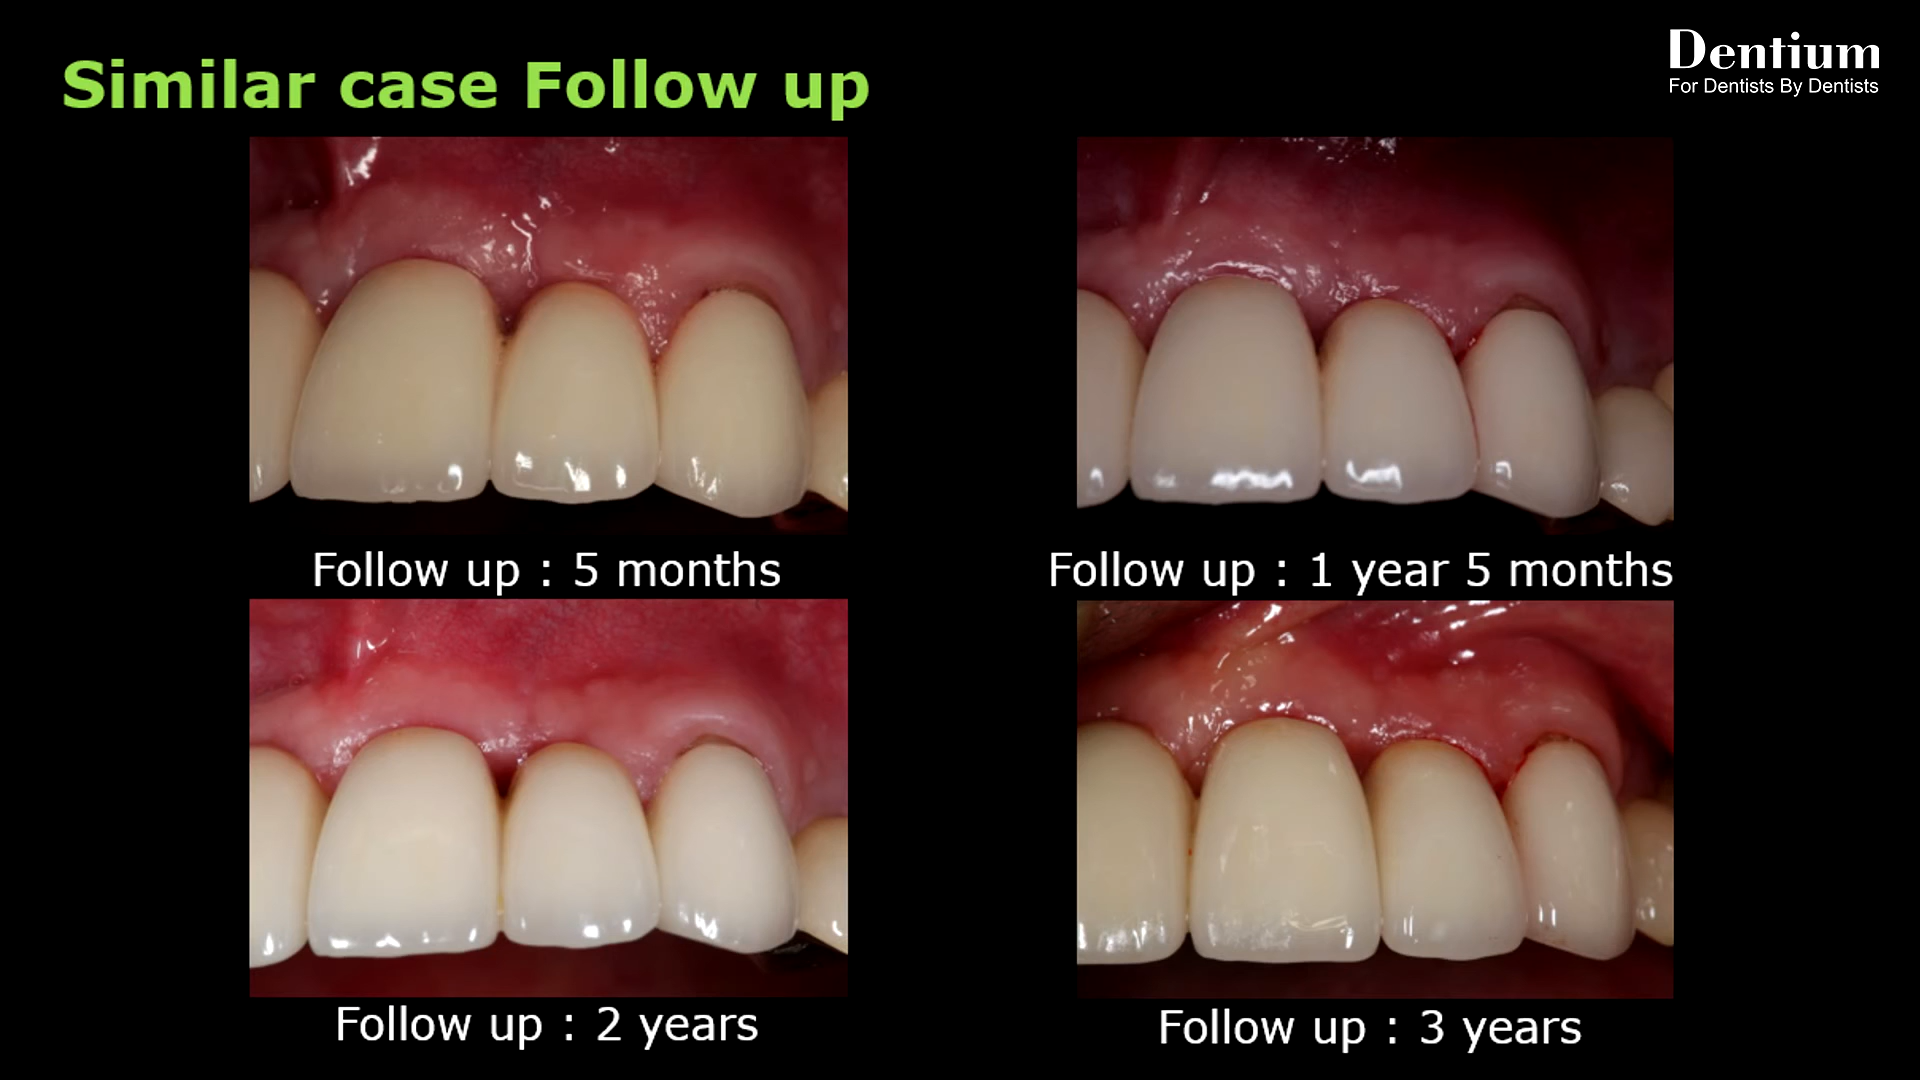 Similar case Follow up
Dentium
For Dentists By Dentists
Follow up : 5 months
Follow up : 1 year 5 months
Follow up : 2 years
Follow up : 3 years